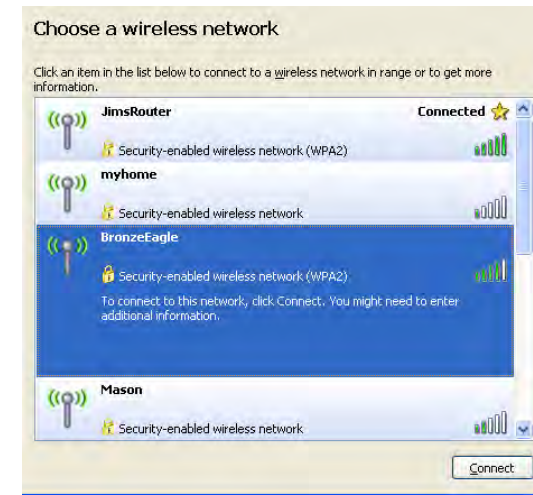 Choose a wireless network
Click an item in the list below to connect to a wireless network in range or to get more
information.
JimsRouter Connected
Security-enabled wireless network (WPA2)
myhome
Security-enabled wireless network
BronzeEagle
Security-enabled wireless network (WPA2)
To connect to this network, click Connect. You might need to enter
additional information.
Mason
Security-enabled wireless network
Connect